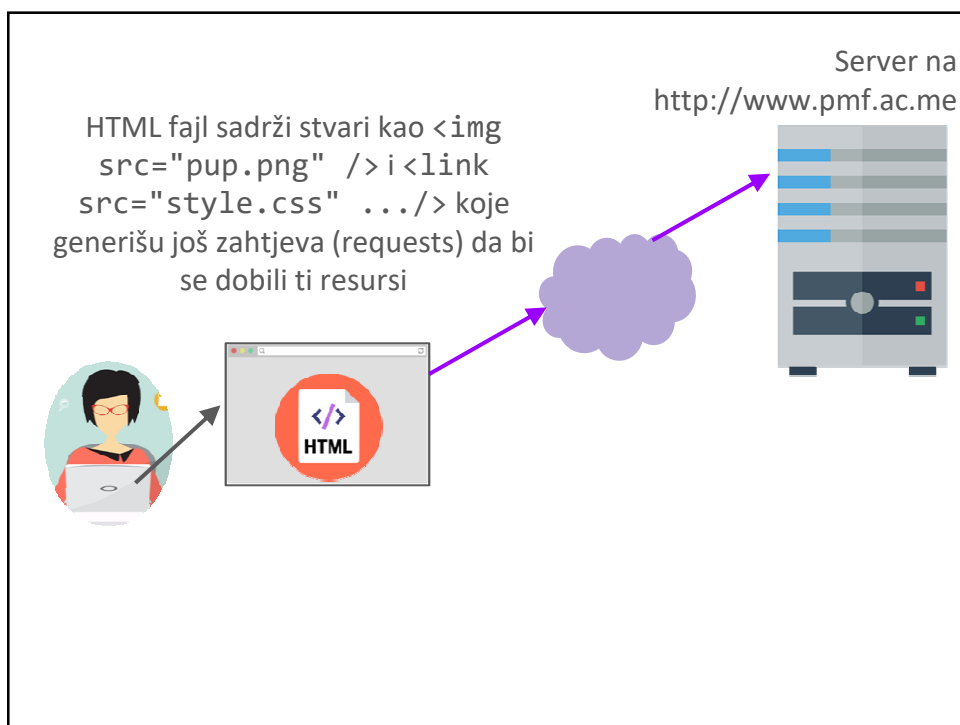 Server na
http://www.pmf.ac.me
HTML fajl sadrži stvari kao <img
src="pup.png" /> i <link
src="style.css" .../> koje
generišu još zahtjeva (requests) da bi
se dobili ti resursi
</>
HTML